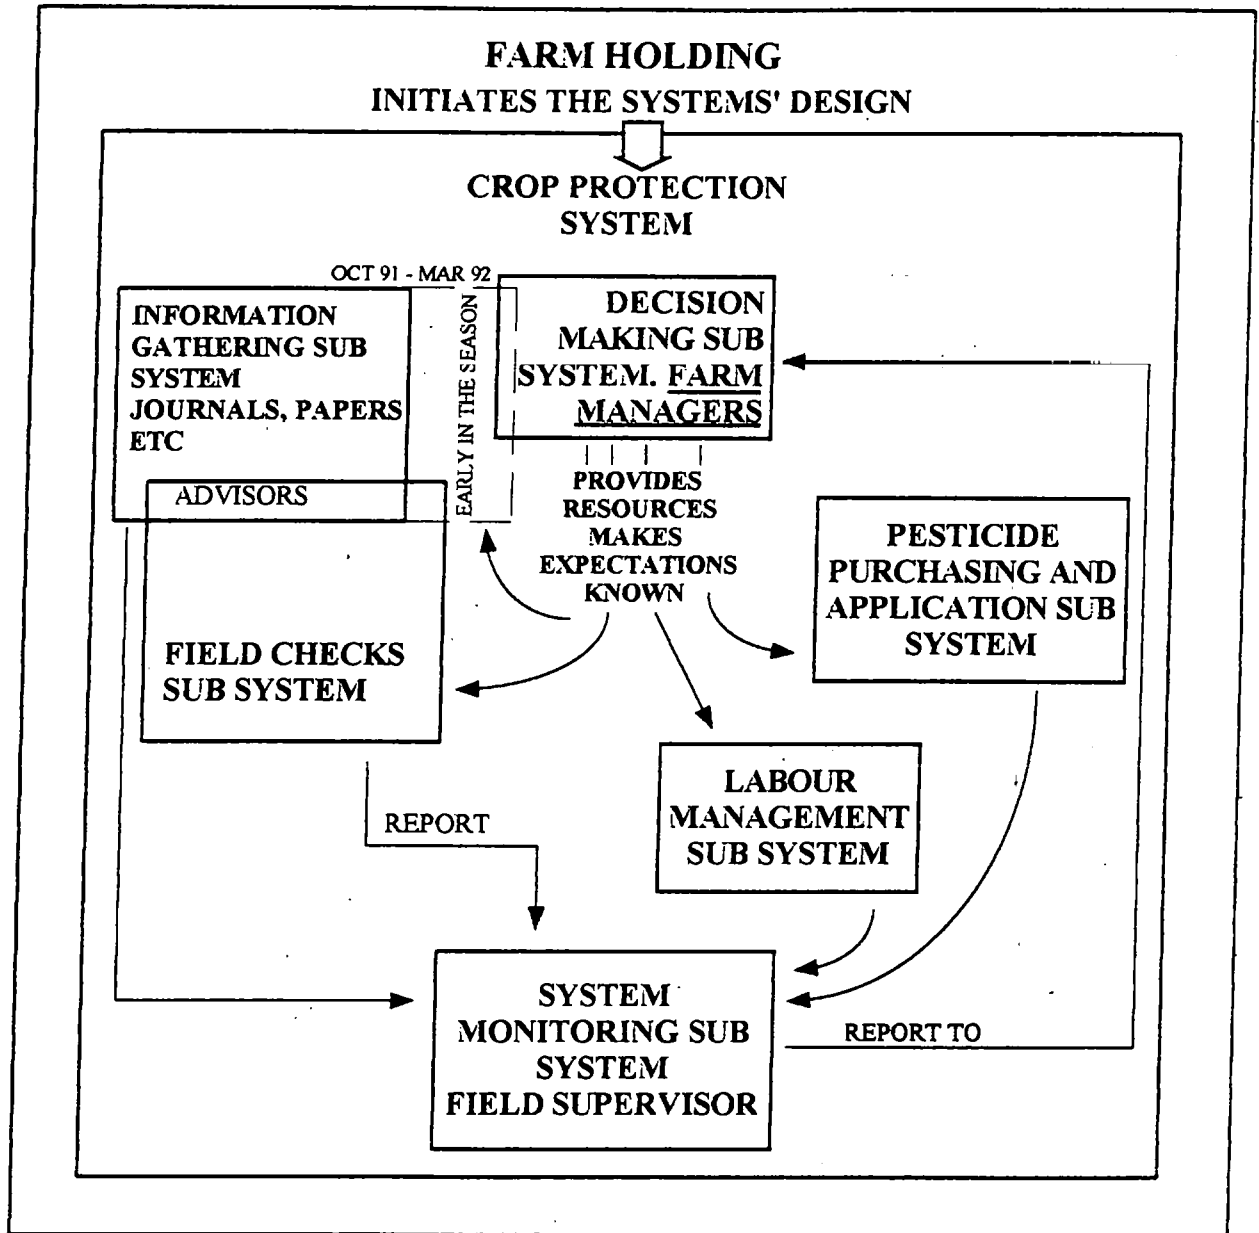 FARM HOLDING
INITIATES THE SYSTEMS' DESIGN
CROP PROTECTION
SYSTEM
OCT 91 - MAR 92
INFORMATION
GATHERING SUB
SYSTEM
JOURNALS, PAPERS
ETC
ADVISORS
EARLY IN THE SEASON
DECISION
MAKING SUB
SYSTEM. FARM
MANAGERS
PROVIDES
RESOURCES
MAKES
EXPECTATIONS
KNOWN
PESTICIDE
PURCHASING AND
APPLICATION SUB
SYSTEM
FIELD CHECKS
SUB SYSTEM
LABOUR
MANAGEMENT
SUB SYSTEM
REPORT
SYSTEM
MONITORING SUB
SYSTEM
FIELD SUPERVISOR
REPORT TO